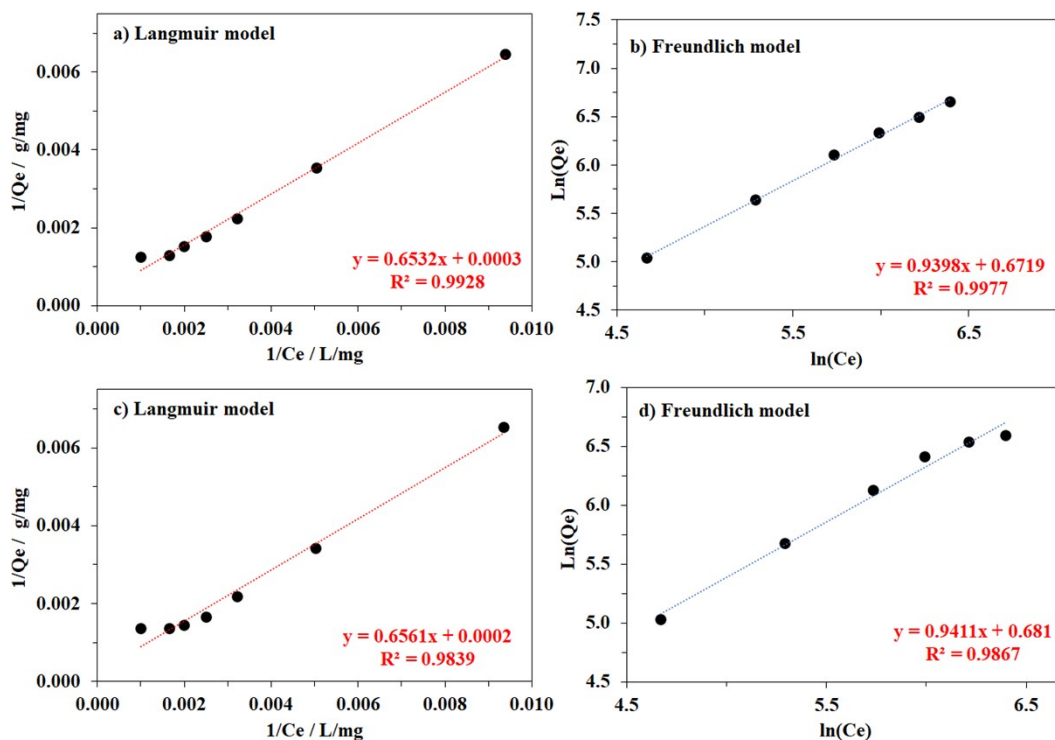 a) Langmuir model
1/Qe / g/mg
0.006
0.004
0.002
0.000
y = 0.6532x + 0.0003
R² = 0.9928
0.000 0.002 0.004 0.006 0.008 0.010
1/Ce / L/mg
b) Freundlich model
Ln(Qe)
7.5
7.0
6.5
6.0
5.5
5.0
4.5
y = 0.9398x + 0.6719
R² = 0.9977
4.5 5.5 6.5
ln(Ce)
c) Langmuir model
1/Qe / g/mg
0.006
0.004
0.002
0.000
y = 0.6561x + 0.0002
R² = 0.9839
0.000 0.002 0.004 0.006 0.008 0.010
1/Ce / L/mg
d) Freundlich model
Ln(Qe)
7.0
6.5
6.0
5.5
5.0
4.5
y = 0.9411x + 0.681
R² = 0.9867
4.5 5.5 6.5
ln(Ce)